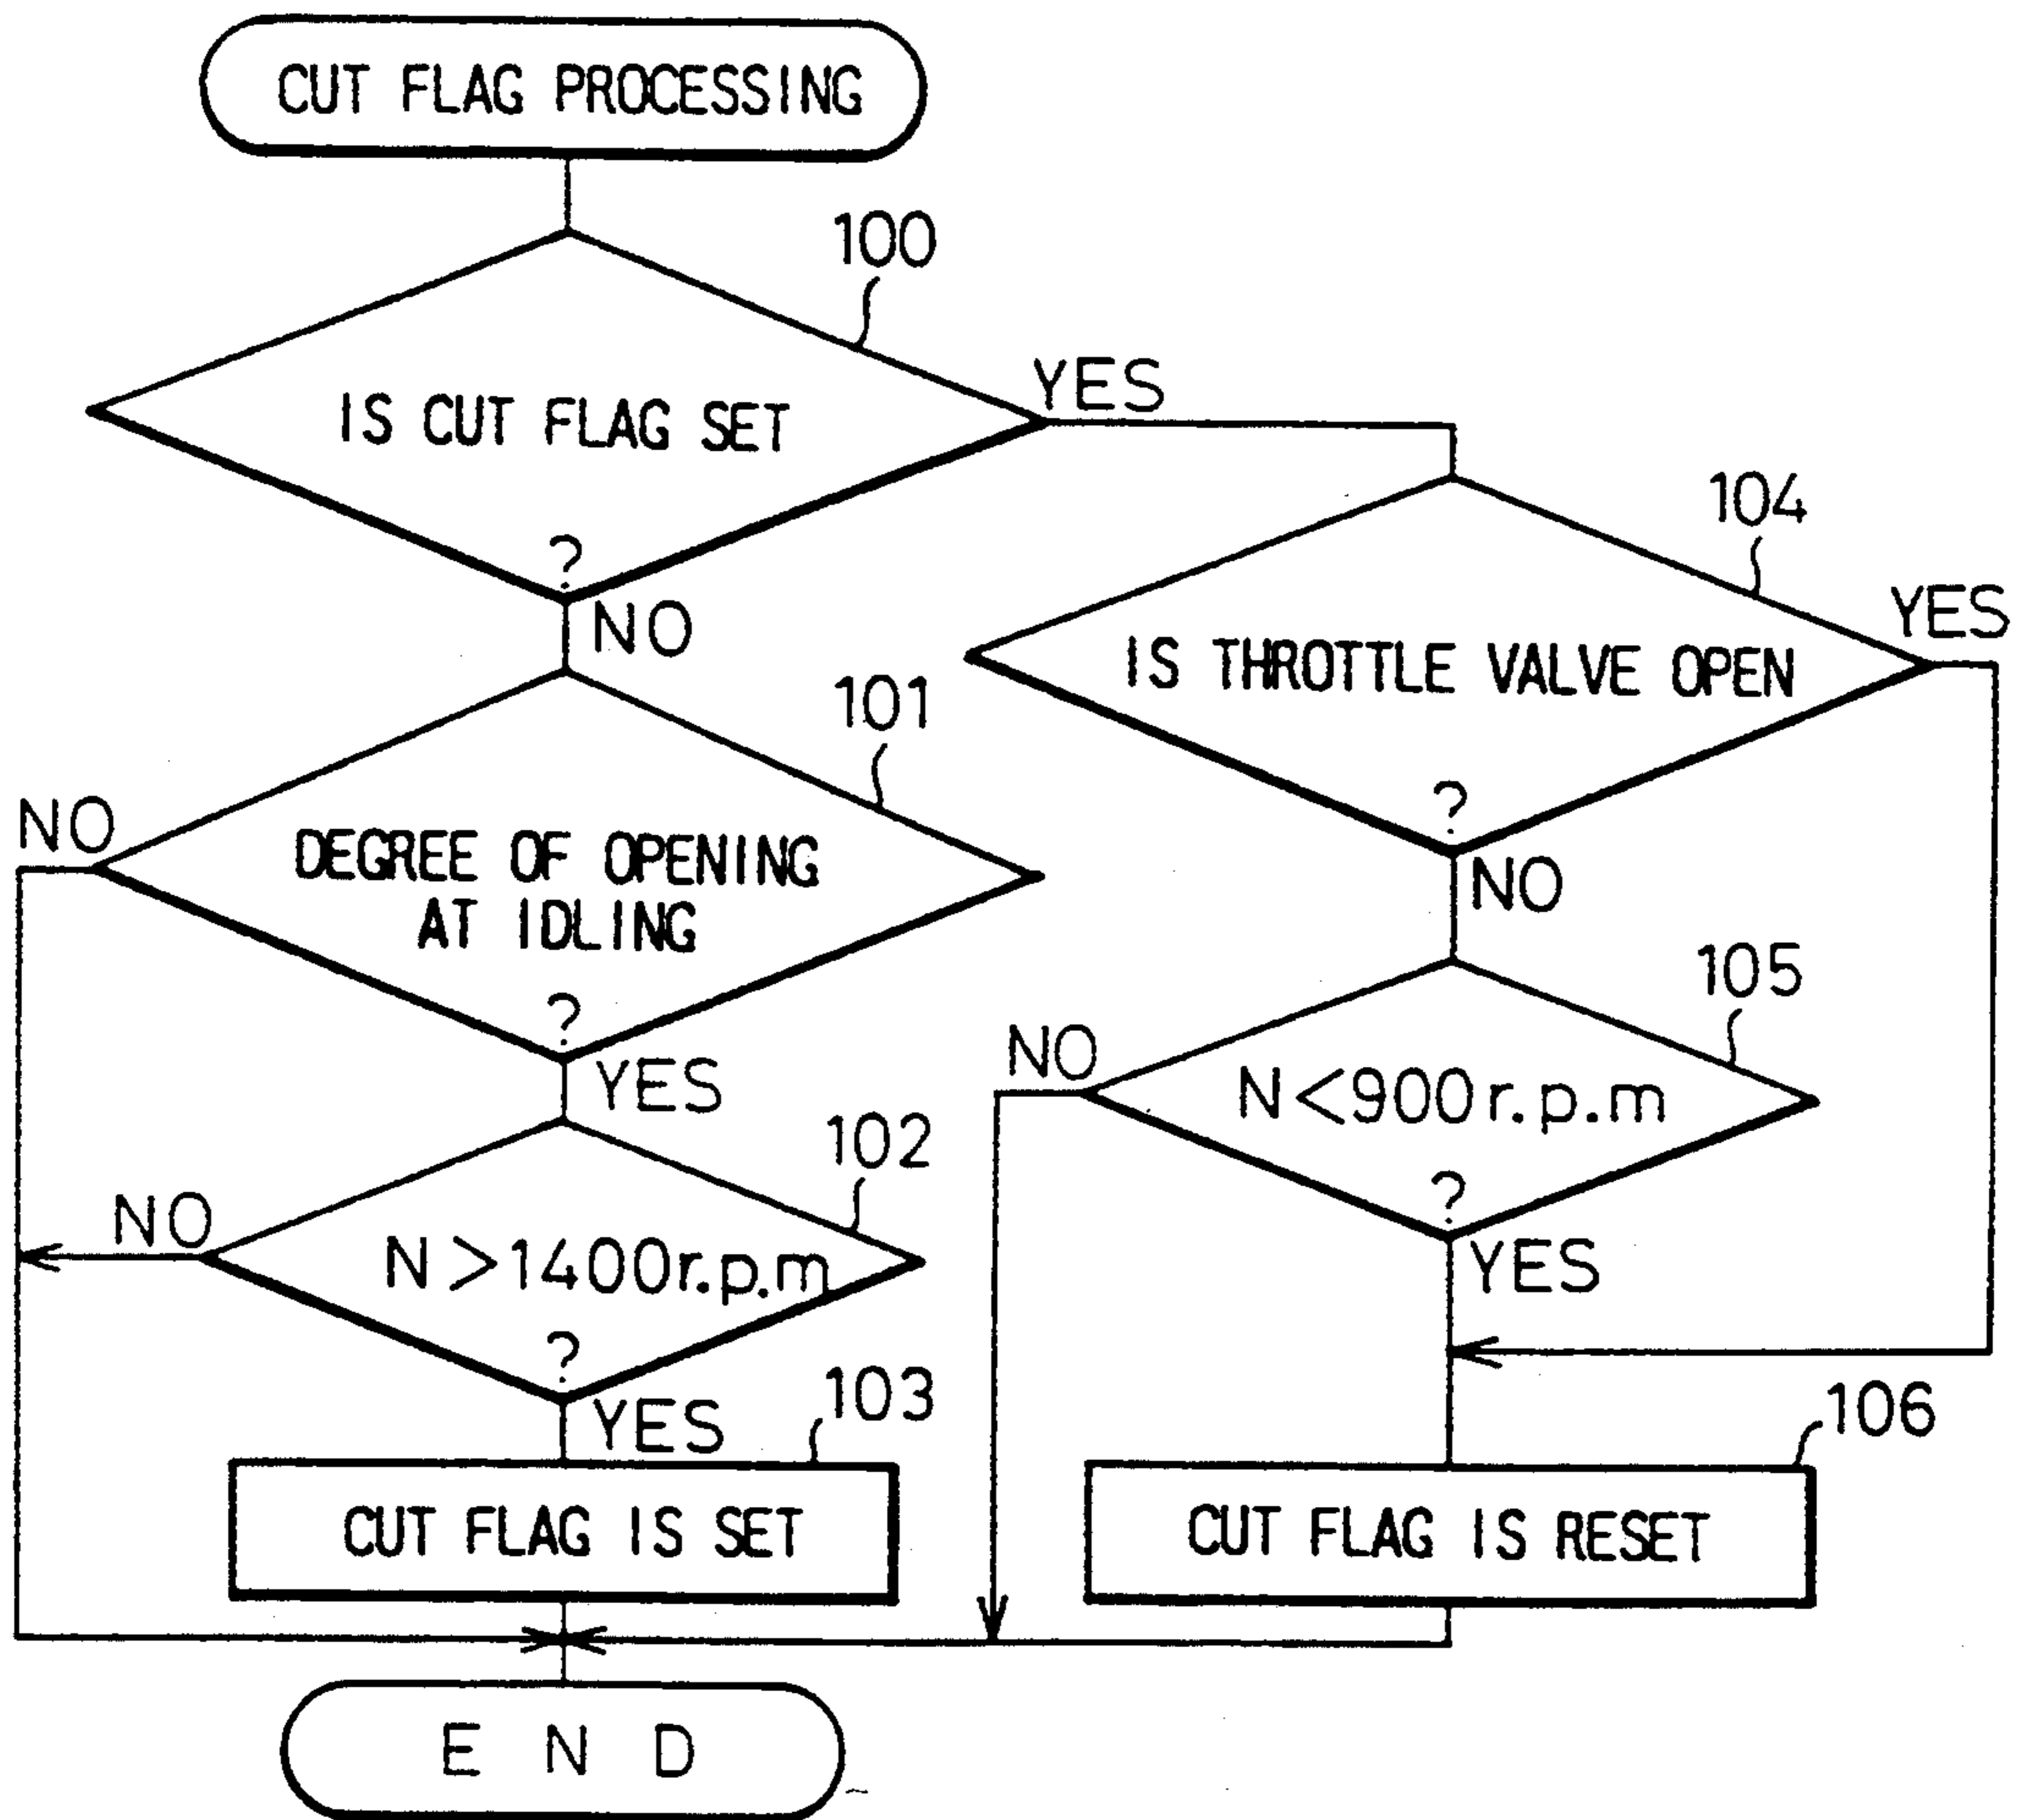 CUT FLAG PROCESSING
100
IS CUT FLAG SET
?
YES
NO
104
IS THROTTLE VALVE OPEN
?
YES
NO
101
DEGREE OF OPENING
AT IDLING
?
NO
YES
105
N<900r.p.m
?
NO
YES
102
N>1400r.p.m
?
NO
YES
103
CUT FLAG IS SET
106
CUT FLAG IS RESET
END